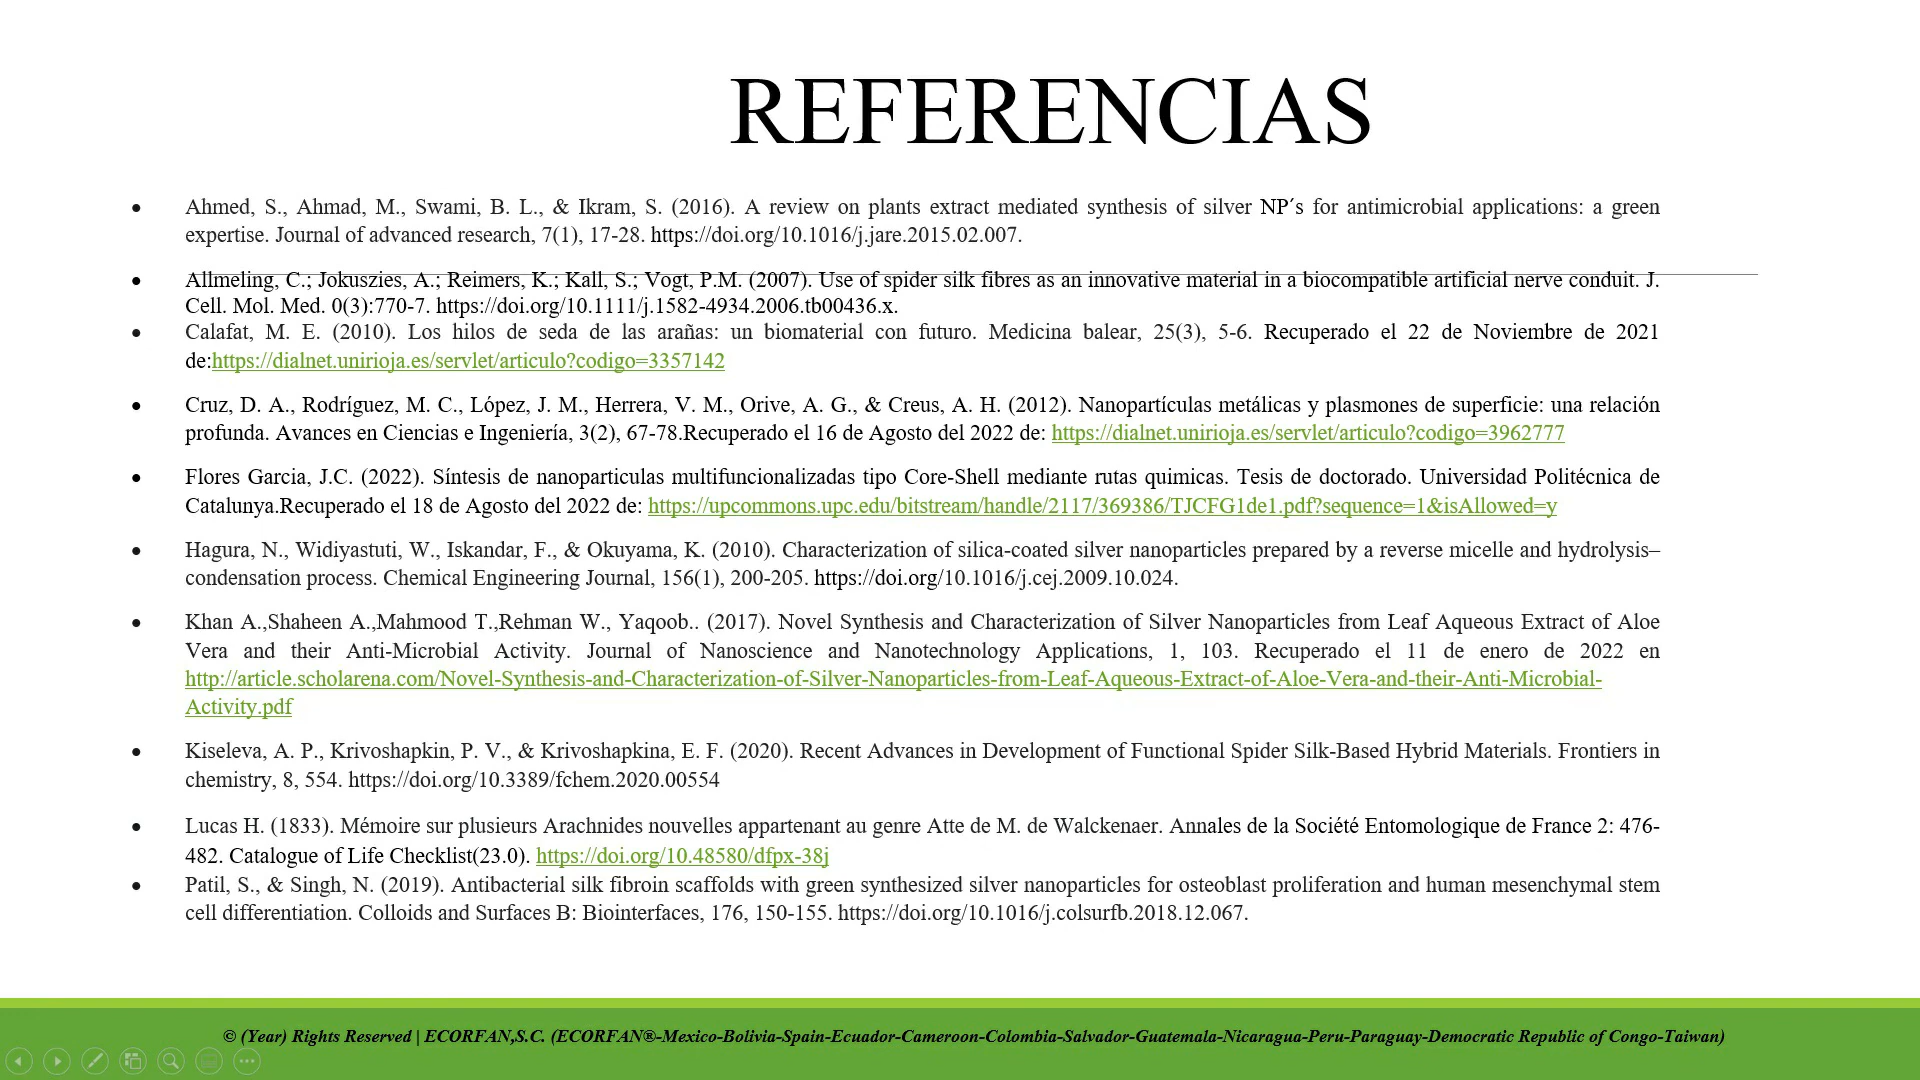 REFERENCIAS
• Ahmed, S., Ahmad, M., Swami, B. L., & Ikram, S. (2016). A review on plants extract mediated synthesis of silver NP´s for antimicrobial applications: a green
expertise. Journal of advanced research, 7(1), 17-28. https://doi.org/10.1016/j.jare.2015.02.007.
• Allmeling, C.; Jokuszies, A.; Reimers, K.; Kall, S.; Vogt, P.M. (2007). Use of spider silk fibres as an innovative material in a biocompatible artificial nerve conduit. J.
Cell. Mol. Med. 0(3):770-7. https://doi.org/10.1111/j.1582-4934.2006.tb00436.x.
• Calafat, M. E. (2010). Los hilos de seda de las arañas: un biomaterial con futuro. Medicina balear, 25(3), 5-6. Recuperado el 22 de Noviembre de 2021
de:https://dialnet.unirioja.es/servlet/articulo?codigo=3357142
• Cruz, D. A., Rodríguez, M. C., López, J. M., Herrera, V. M., Orive, A. G., & Creus, A. H. (2012). Nanopartículas metálicas y plasmones de superficie: una relación
profunda. Avances en Ciencias e Ingeniería, 3(2), 67-78.Recuperado el 16 de Agosto del 2022 de: https://dialnet.unirioja.es/servlet/articulo?codigo=3962777
• Flores Garcia, J.C. (2022). Síntesis de nanoparticulas multifuncionalizadas tipo Core-Shell mediante rutas quimicas. Tesis de doctorado. Universidad Politécnica de
Catalunya.Recuperado el 18 de Agosto del 2022 de: https://upcommons.upc.edu/bitstream/handle/2117/369386/TJCFG1de1.pdf?sequence=1&isAllowed=y
• Hagura, N., Widiyastuti, W., Iskandar, F., & Okuyama, K. (2010). Characterization of silica-coated silver nanoparticles prepared by a reverse micelle and hydrolysis–
condensation process. Chemical Engineering Journal, 156(1), 200-205. https://doi.org/10.1016/j.cej.2009.10.024.
• Khan A.,Shaheen A.,Mahmood T.,Rehman W., Yaqoob.. (2017). Novel Synthesis and Characterization of Silver Nanoparticles from Leaf Aqueous Extract of Aloe
Vera and their Anti-Microbial Activity. Journal of Nanoscience and Nanotechnology Applications, 1, 103. Recuperado el 11 de enero de 2022 en
http://article.scholarena.com/Novel-Synthesis-and-Characterization-of-Silver-Nanoparticles-from-Leaf-Aqueous-Extract-of-Aloe-Vera-and-their-Anti-Microbial-
Activity.pdf
• Kiseleva, A. P., Krivoshapkin, P. V., & Krivoshapkina, E. F. (2020). Recent Advances in Development of Functional Spider Silk-Based Hybrid Materials. Frontiers in
chemistry, 8, 554. https://doi.org/10.3389/fchem.2020.00554
• Lucas H. (1833). Mémoire sur plusieurs Arachnides nouvelles appartenant au genre Atte de M. de Walckenaer. Annales de la Société Entomologique de France 2: 476-
482. Catalogue of Life Checklist(23.0). https://doi.org/10.48580/dfpx-38j
• Patil, S., & Singh, N. (2019). Antibacterial silk fibroin scaffolds with green synthesized silver nanoparticles for osteoblast proliferation and human mesenchymal stem
cell differentiation. Colloids and Surfaces B: Biointerfaces, 176, 150-155. https://doi.org/10.1016/j.colsurfb.2018.12.067.
© (Year) Rights Reserved | ECORFAN,S.C. (ECORFAN®-Mexico-Bolivia-Spain-Ecuador-Cameroon-Colombia-Salvador-Guatemala-Nicaragua-Peru-Paraguay-Democratic Republic of Congo-Taiwan)